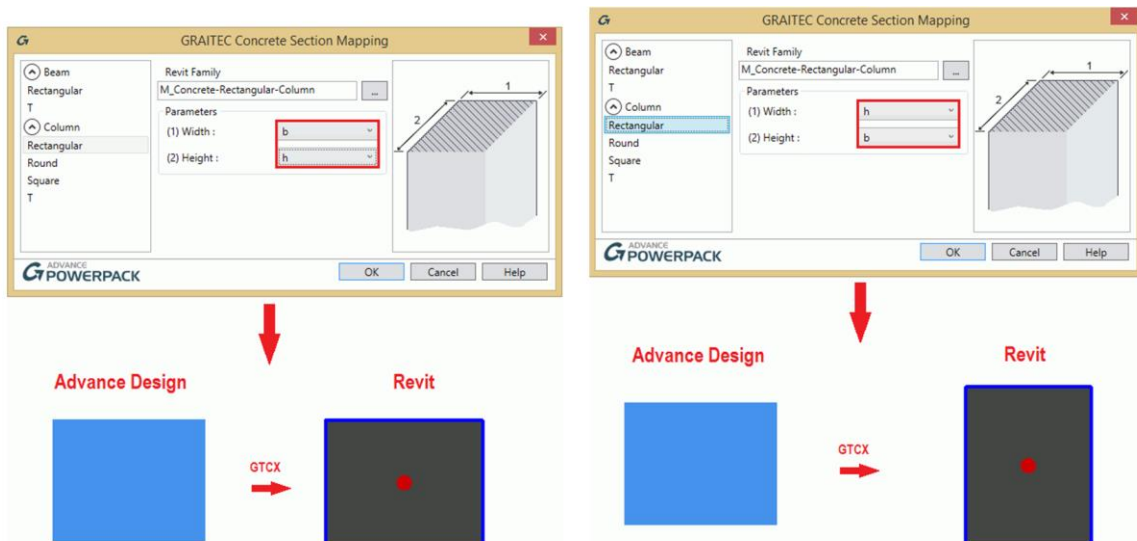 GRAITEC Concrete Section Mapping
Beam
Rectangular
T
Column
Rectangular
Round
Square
T
Revit Family
M_Concrete-Rectangular-Column
...
Parameters
(1) Width :
b
(2) Height :
h
1
2
ADVANCE
POWERPACK
OK
Cancel
Help
Advance Design
Revit
GTCX
GRAITEC Concrete Section Mapping
Beam
Rectangular
T
Column
Rectangular
Round
Square
T
Revit Family
M_Concrete-Rectangular-Column
...
Parameters
(1) Width :
h
(2) Height :
b
1
2
ADVANCE
POWERPACK
OK
Cancel
Help
Advance Design
Revit
GTCX